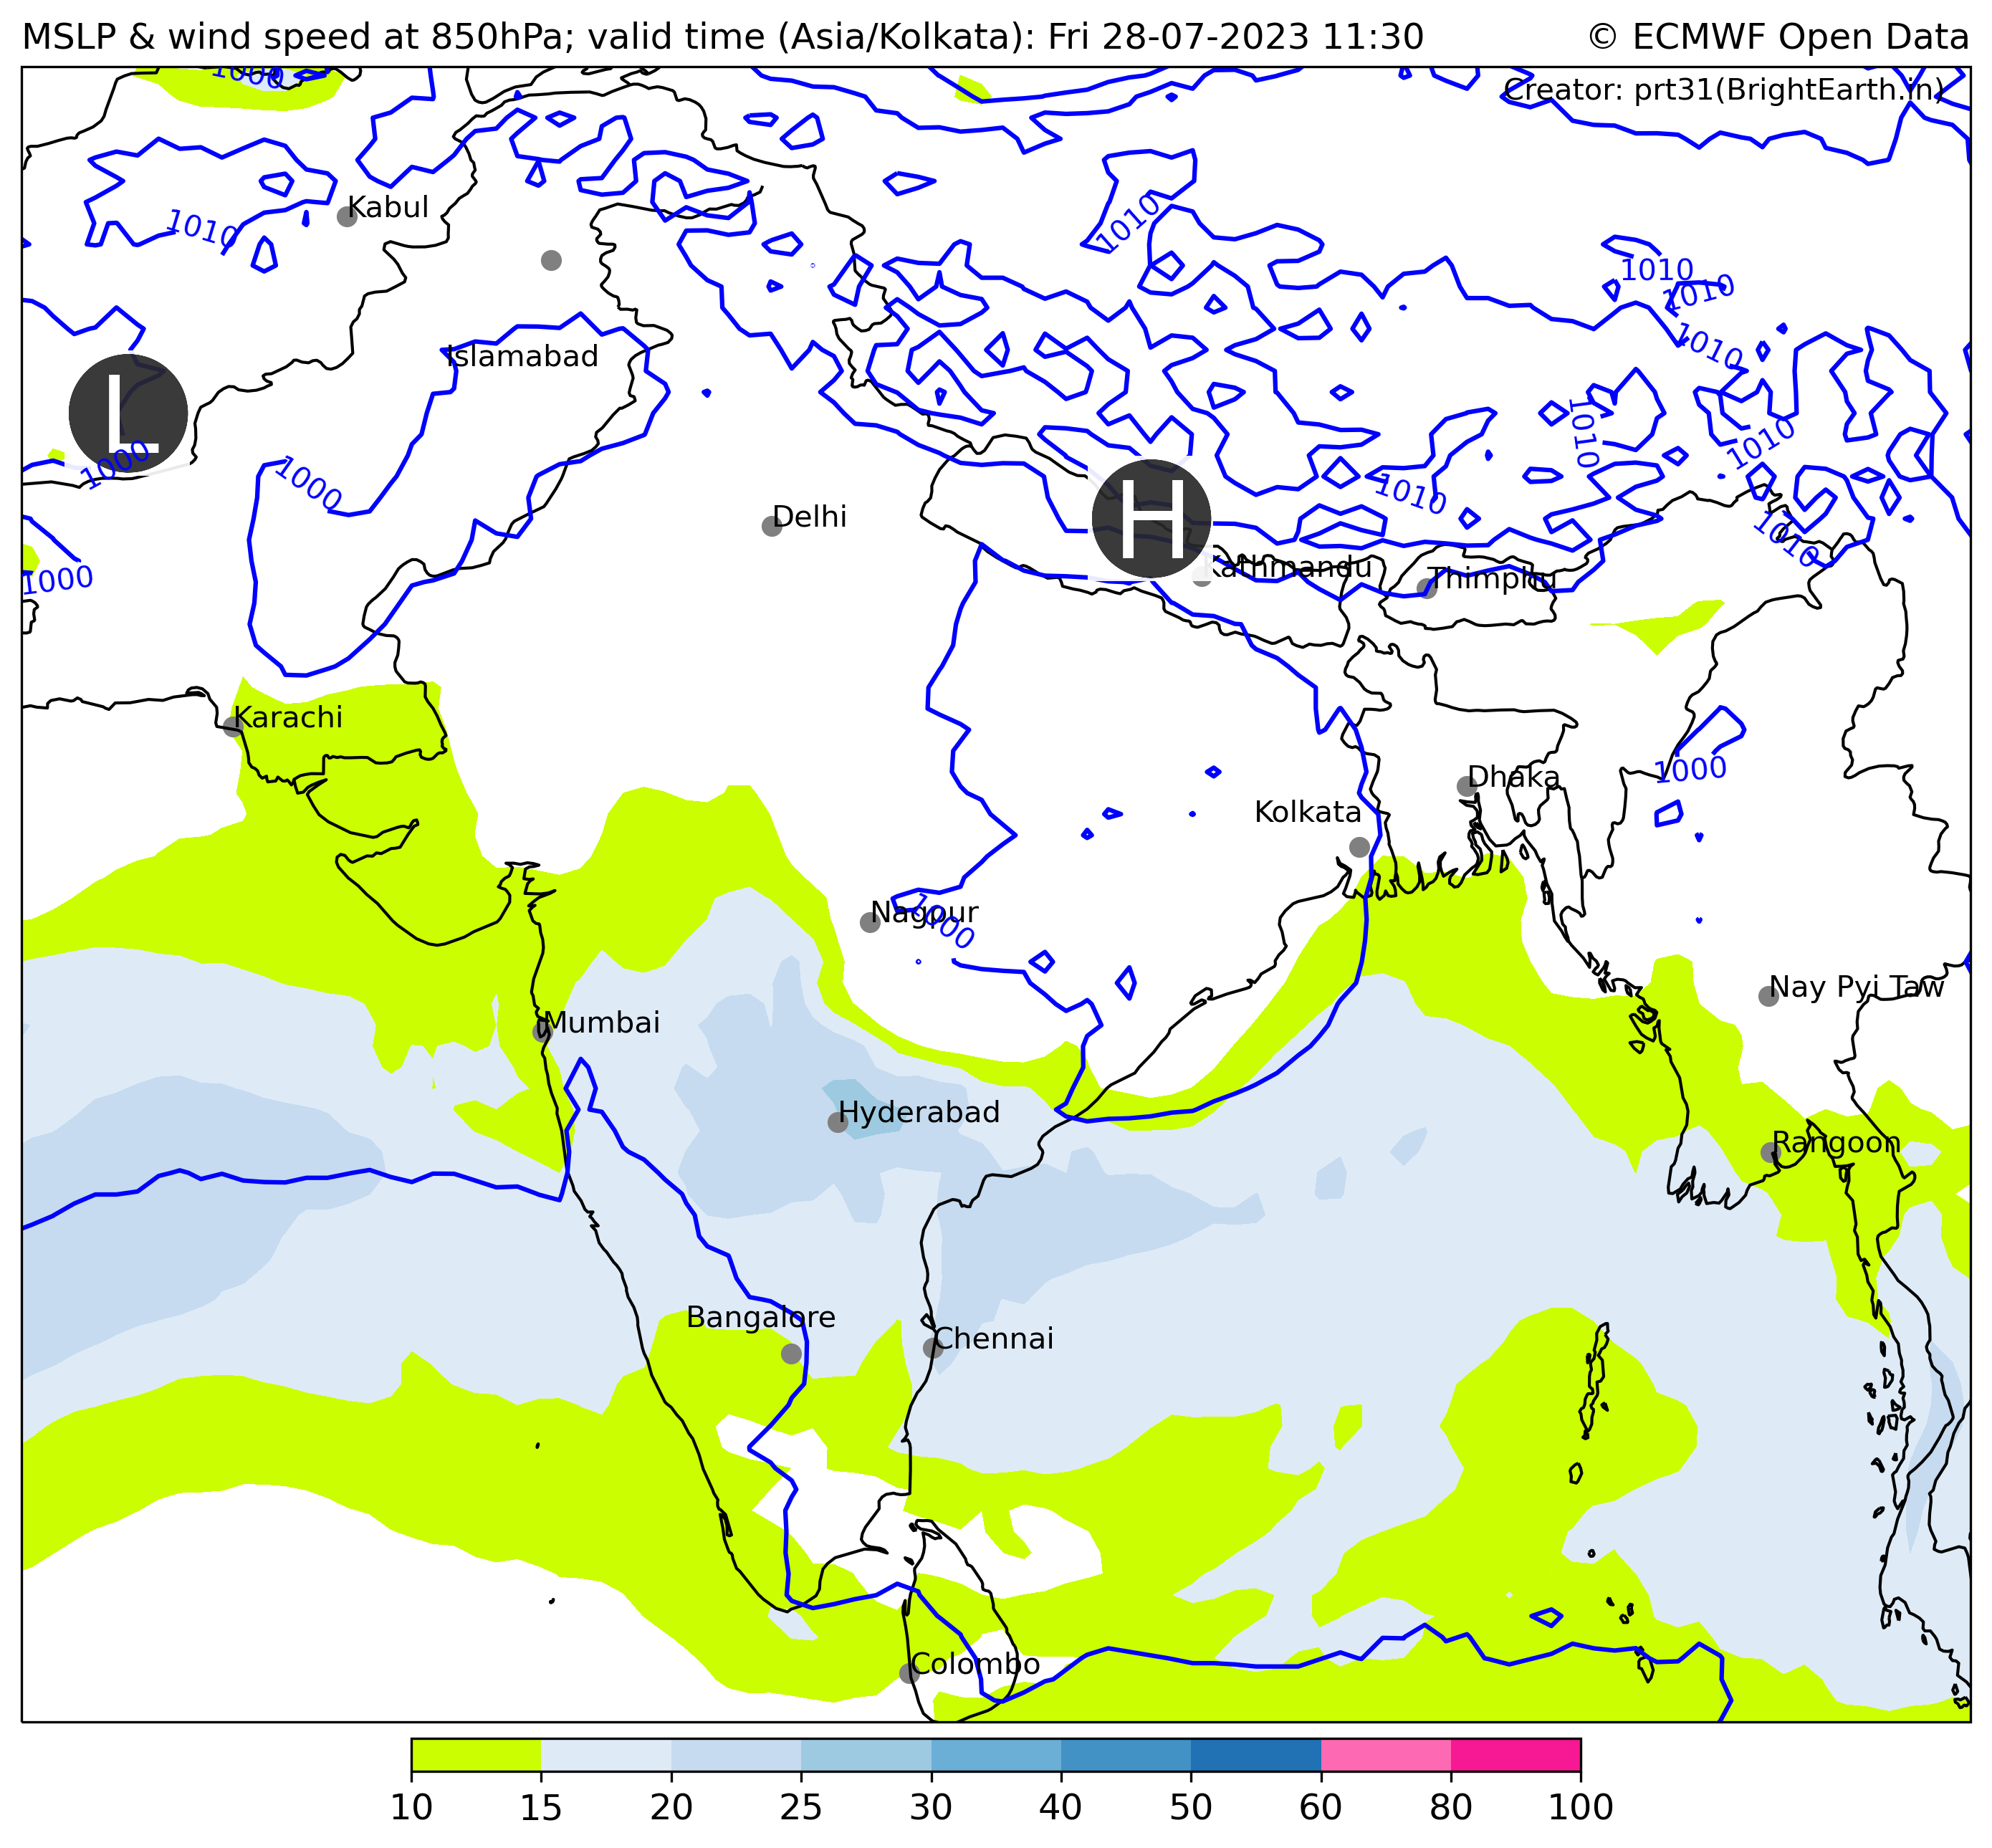 MSLP & wind speed at 850hPa; valid time (Asia/Kolkata): Fri 28-07-2023 11:30
© ECMWF Open Data
1000
Creator: prt31(BrightEarth.in)
Kabul
1010
1010
1010
1010
1010
Islamabad
L
1000
1000
1010
1010
1010
H
Delhi
1010
1000
Kathmandu
Thimphu
Karachi
1000
Dhaka
Kolkata
Nagpur
1000
Nay Pyi Taw
Mumbai
Hyderabad
Rangoon
Bangalore
Chennai
Colombo
10 15 20 25 30 40 50 60 80 100